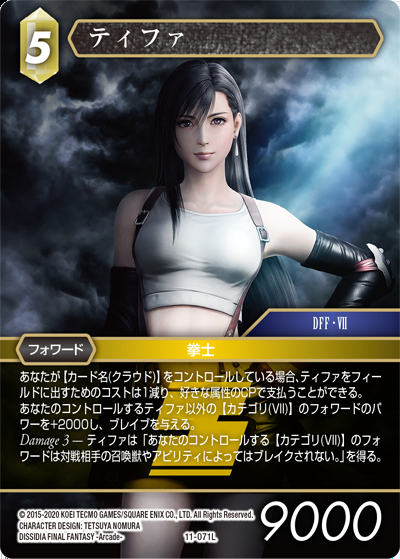 5
ティファ
DFF・VII
フォワード
拳士
あなたが【カード名(クラウド)】をコントロールしている場合、ティファをフィー
ルドに出すためのコストは1減り、好きな属性のCPで支払うことができる。
あなたのコントロールするティファ以外の【カテゴリ(VII)】のフォワードのパ
ワーを+2000し、ブレイブを与える。
Damage 3 — ティファは「あなたのコントロールする【カテゴリ(VII)】のフォ
ワードは対戦相手の召喚獣やアビリティによってはブレイクされない。」を得る。
© 2015-2020 KOEI TECMO GAMES/SQUARE ENIX CO., LTD. All Rights Reserved.
CHARACTER DESIGN: TETSUYA NOMURA
DISSIDIA FINAL FANTASY -Arcade-
11-071L
9000